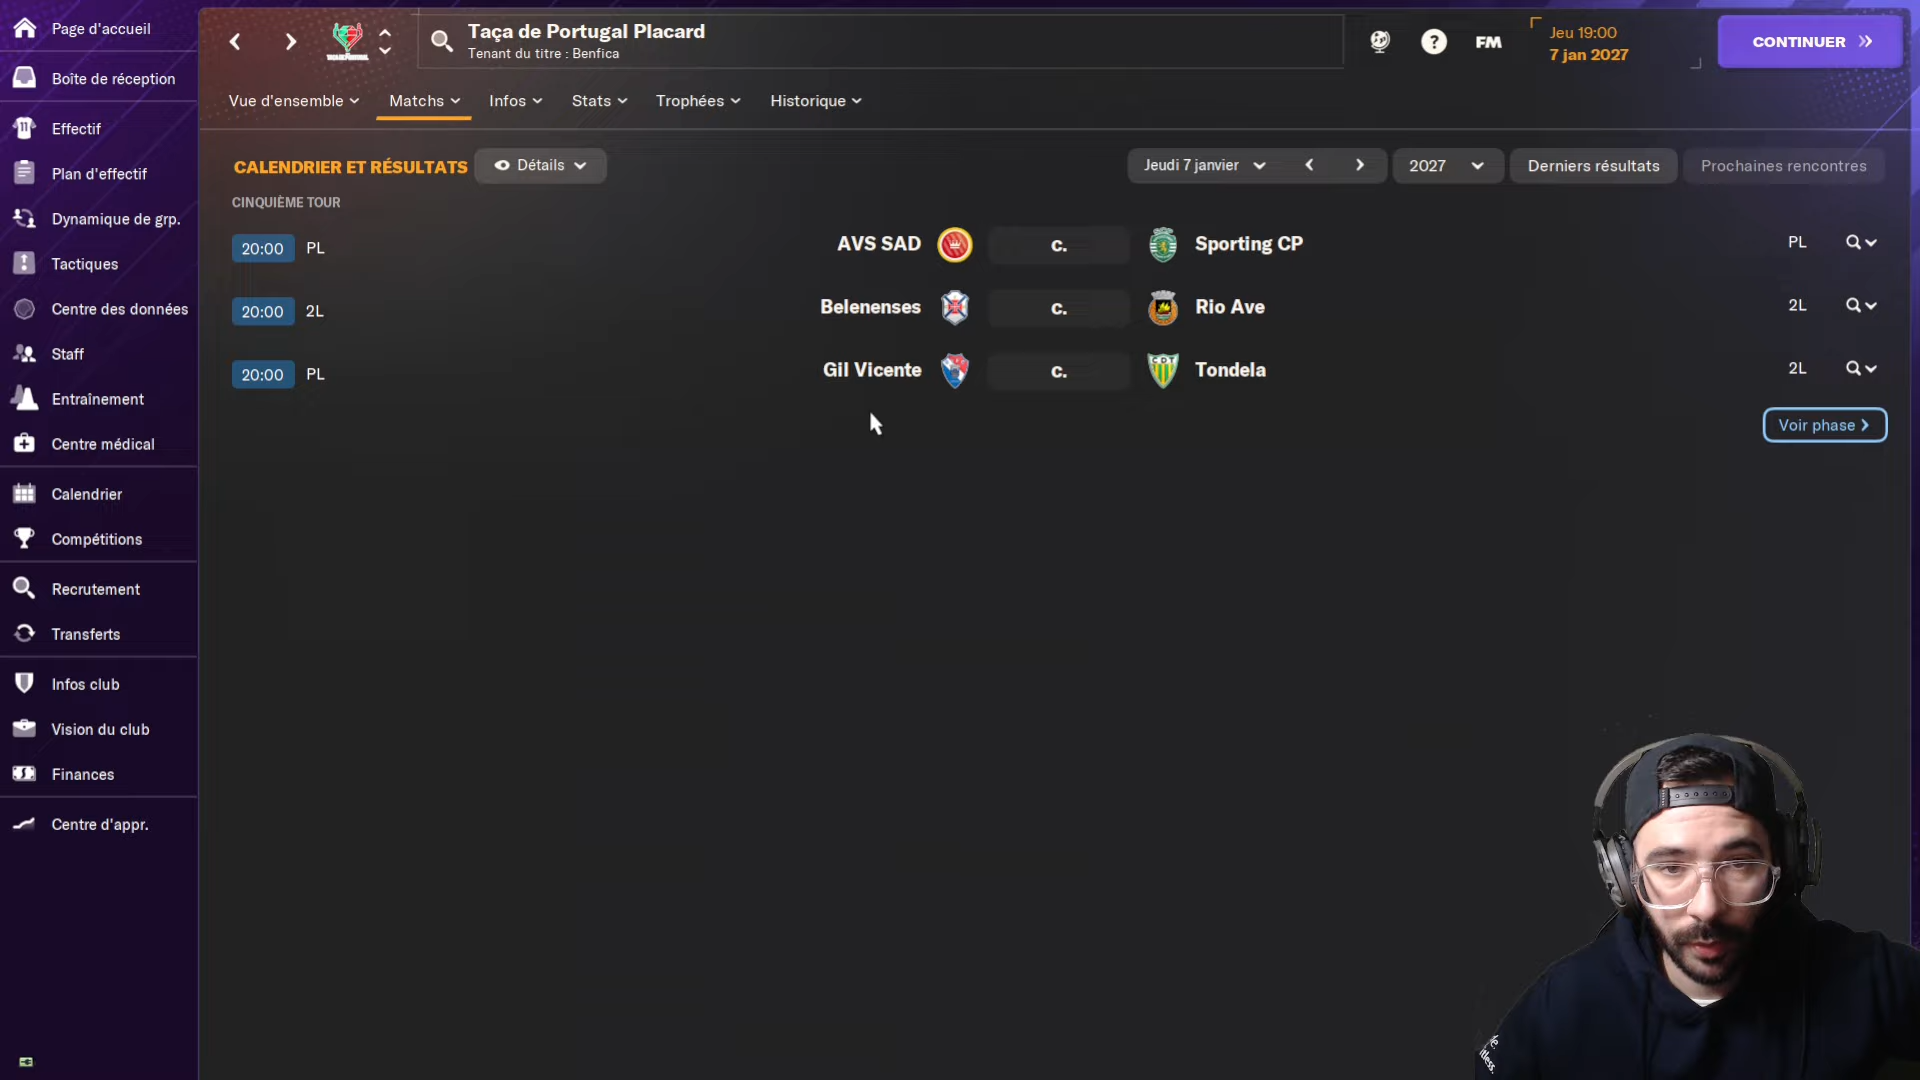 Page d'accueil
Boîte de réception
Effectif
Plan d'effectif
Dynamique de grp.
Tactiques
Centre des données
Staff
Entraînement
Centre médical
Calendrier
Compétitions
Recrutement
Transferts
Infos club
Vision du club
Finances
Centre d'appr.
Taça de Portugal Placard
Tenant du titre : Benfica
FM
Jeu 19:00
7 jan 2027
CONTINUER
Vue d'ensemble
Matchs
Infos
Stats
Trophées
Historique
CALENDRIER ET RÉSULTATS
Détails
Jeudi 7 janvier
2027
Derniers résultats
Prochaines rencontres
CINQUIÈME TOUR
20:00 PL AVS SAD c. Sporting CP PL
20:00 2L Belenenses c. Rio Ave 2L
20:00 PL Gil Vicente c. Tondela 2L
Voir phase